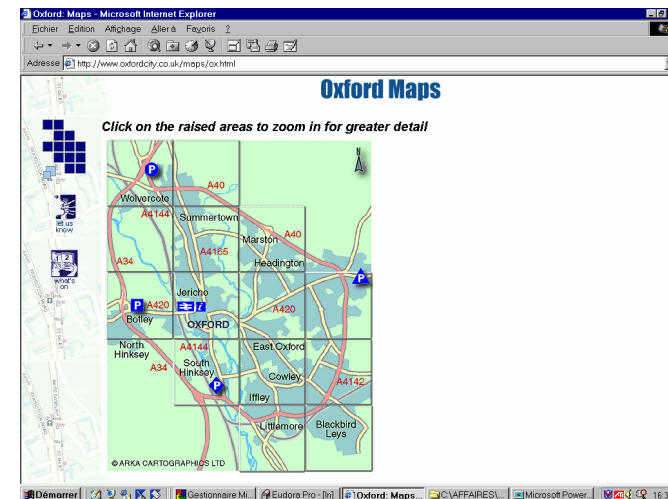 Oxford: Maps - Microsoft Internet Explorer
Eichier Edition Affichage Aller à Favoris ?
Adresse http://www.oxfordcity.co.uk/maps/ox.html
Oxford Maps
Click on the raised areas to zoom in for greater detail
let us
know
what's
on
N
P
A40
Wolvercote
A4144
Summertown
Marston
A40
A34
A4165
Headington
P
Jericho
P
A420
i
A420
Botley
OXFORD
North
Hinksey
A4144
East Oxford
A34
South
Hinksey
P
Cowley
A4142
Iffley
Littlemore
Blackbird
Leys
© ARKA CARTOGRAPHICS LTD
Démarrer
Gestionnaire Mi...
Eudora Pro - [In]
Oxford: Maps...
C:\AFFAIRES\...
Microsoft Power...